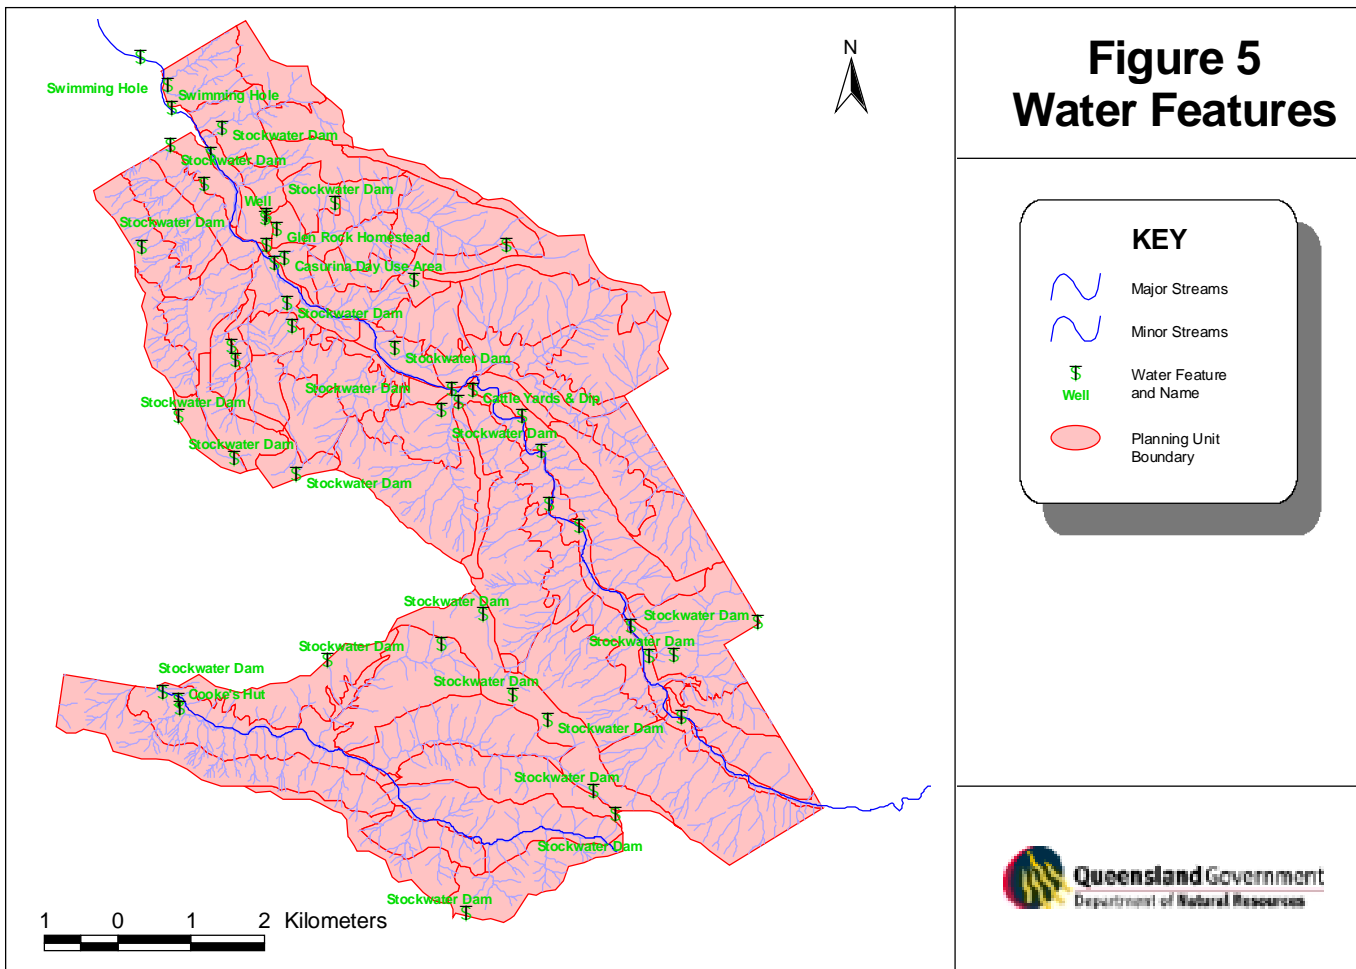 Figure 5
Water Features
N
KEY
Major Streams
Minor Streams
Well
Water Feature
and Name
Planning Unit
Boundary
Queensland Government
Department of Natural Resources
Swimming Hole
Swimming Hole
Stockwater Dam
Stockwater Dam
Stockwater Dam
Well
Stockwater Dam
Glen Rock Homestead
Casurina Day Use Area
Stockwater Dam
Stockwater Dam
Stockwater Dam
Cattle Yards & Dip
Stockwater Dam
Stockwater Dam
Stockwater Dam
Stockwater Dam
Stockwater Dam
Stockwater Dam
Stockwater Dam
Stockwater Dam
Stockwater Dam
Cooke's Hut
Stockwater Dam
Stockwater Dam
Stockwater Dam
Stockwater Dam
Stockwater Dam
1 0 1 2 Kilometers